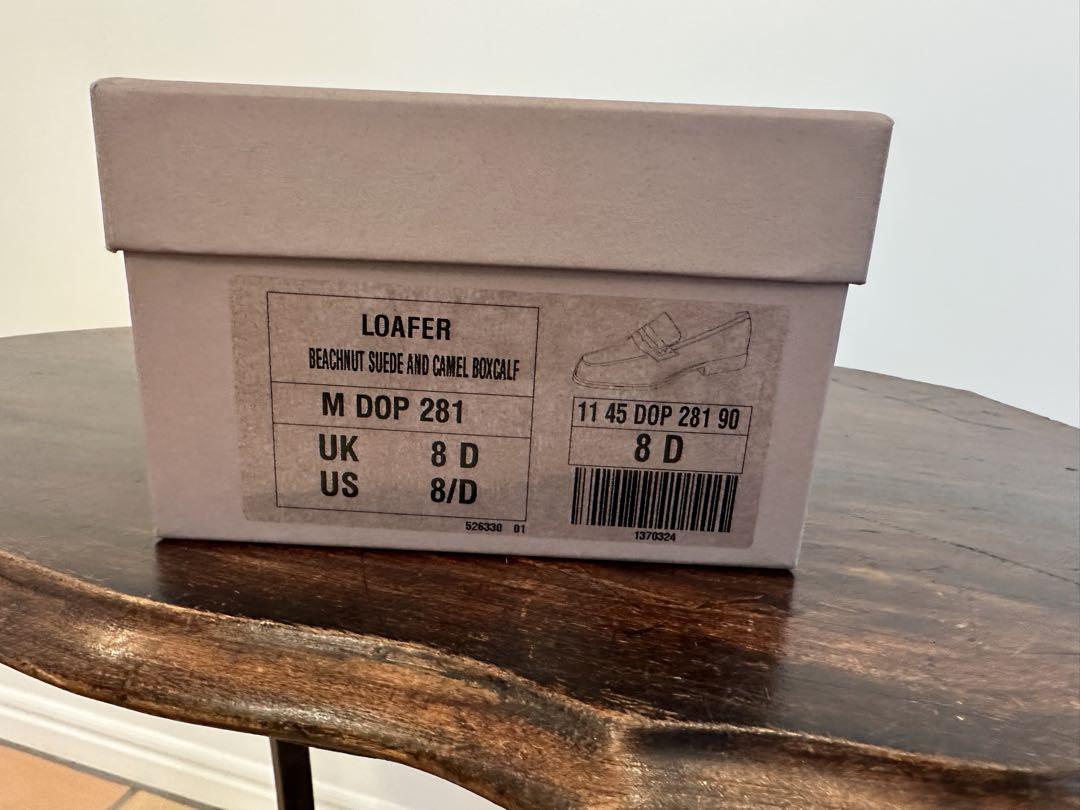 LOAFER
BEACHNUT SUEDE AND CAMEL BOXCALF
M DOP 281
UK 8 D
US 8/D
526330 01
11 45 DOP 281 90
8 D
1370324